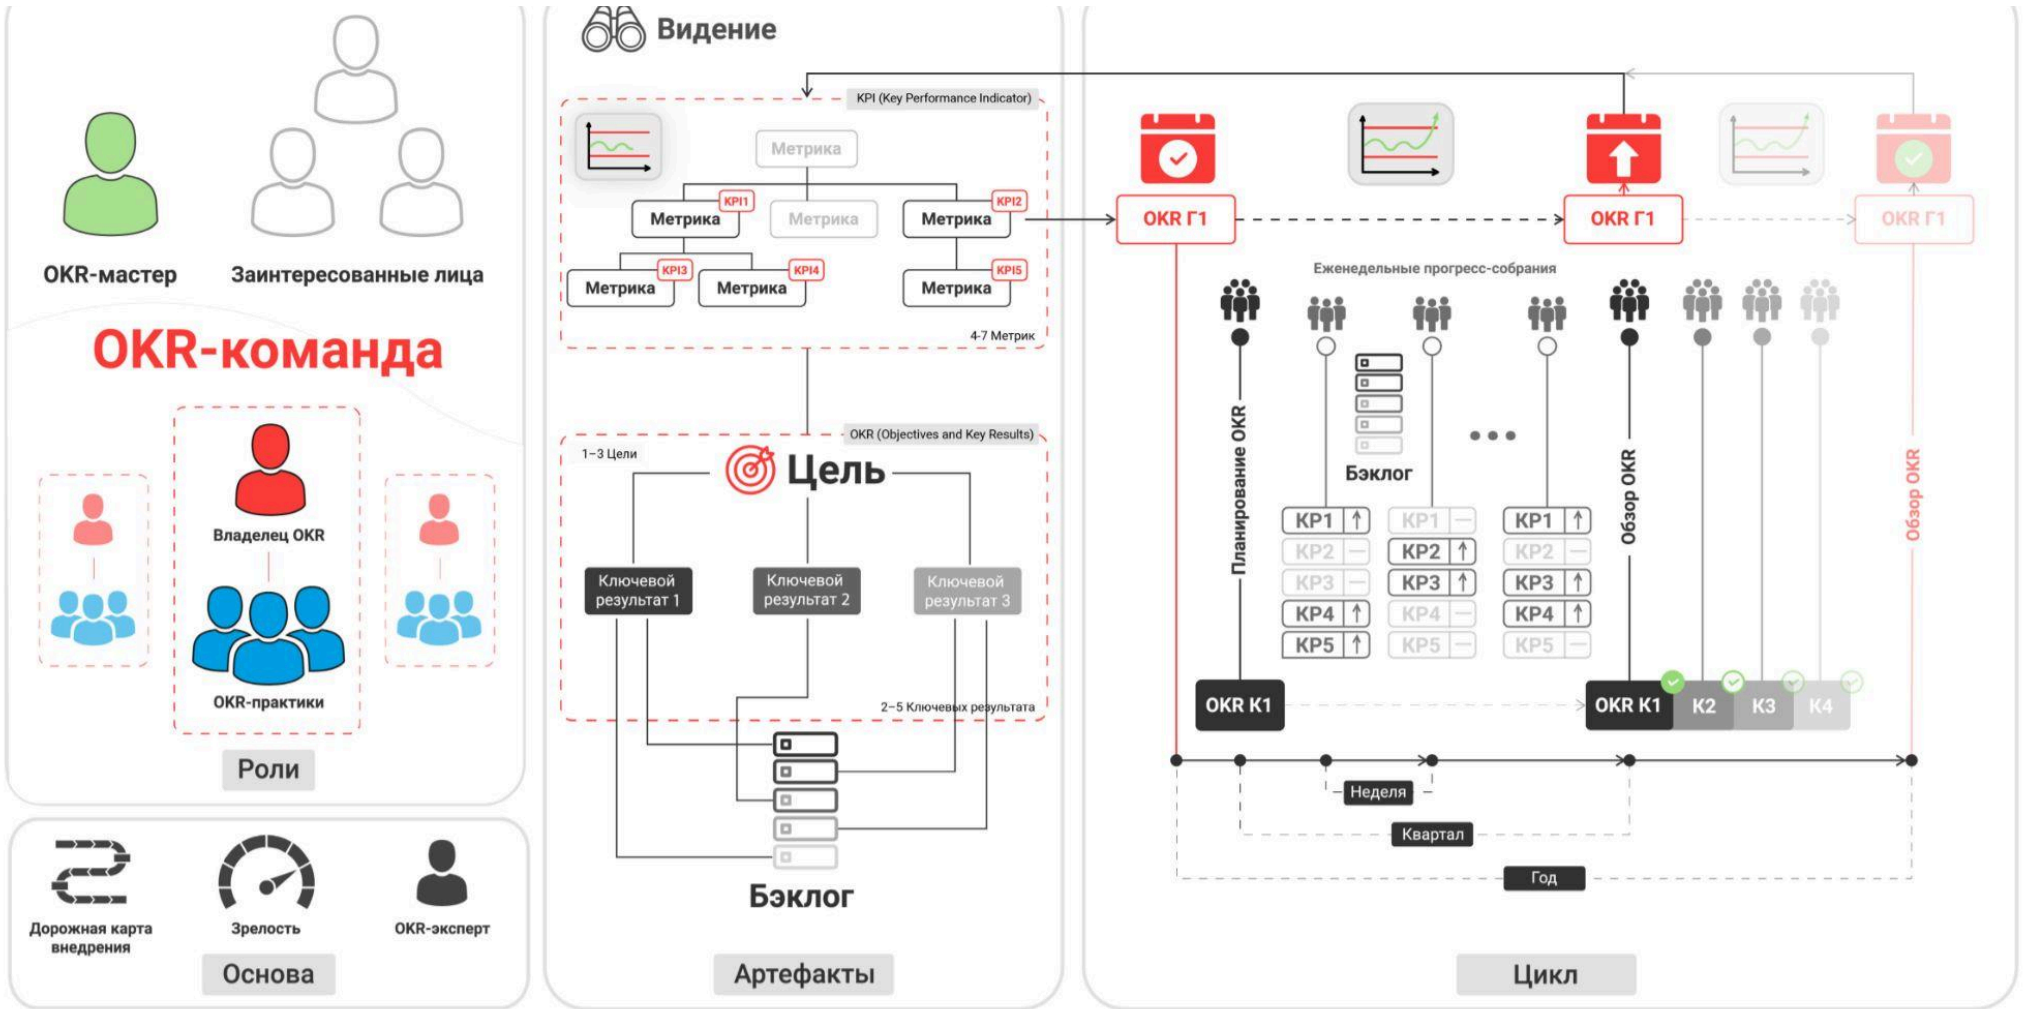 OKR-мастер
Заинтересованные лица
OKR-команда
Владелец OKR
OKR-практики
Роли
Дорожная карта
внедрения
Зрелость
OKR-эксперт
Основа
Видение
KPI (Key Performance Indicator)
Метрика
Метрика
KPI1
Метрика
Метрика
KPI2
Метрика
KPI3
Метрика
KPI4
Метрика
KPI5
4-7 Метрик
OKR (Objectives and Key Results)
1–3 Цели
Цель
Ключевой
результат 1
Ключевой
результат 2
Ключевой
результат 3
2–5 Ключевых результата
Бэклог
Артефакты
OKR Г1
OKR Г1
OKR Г1
Еженедельные прогресс-собрания
Планирование OKR
Бэклог
Обзор OKR
Обзор OKR
КР1
КР2
КР3
КР4
КР5
КР1
КР2
КР3
КР4
КР5
КР1
КР2
КР3
КР4
КР5
OKR К1
OKR К1
К2
К3
К4
Неделя
Квартал
Год
Цикл